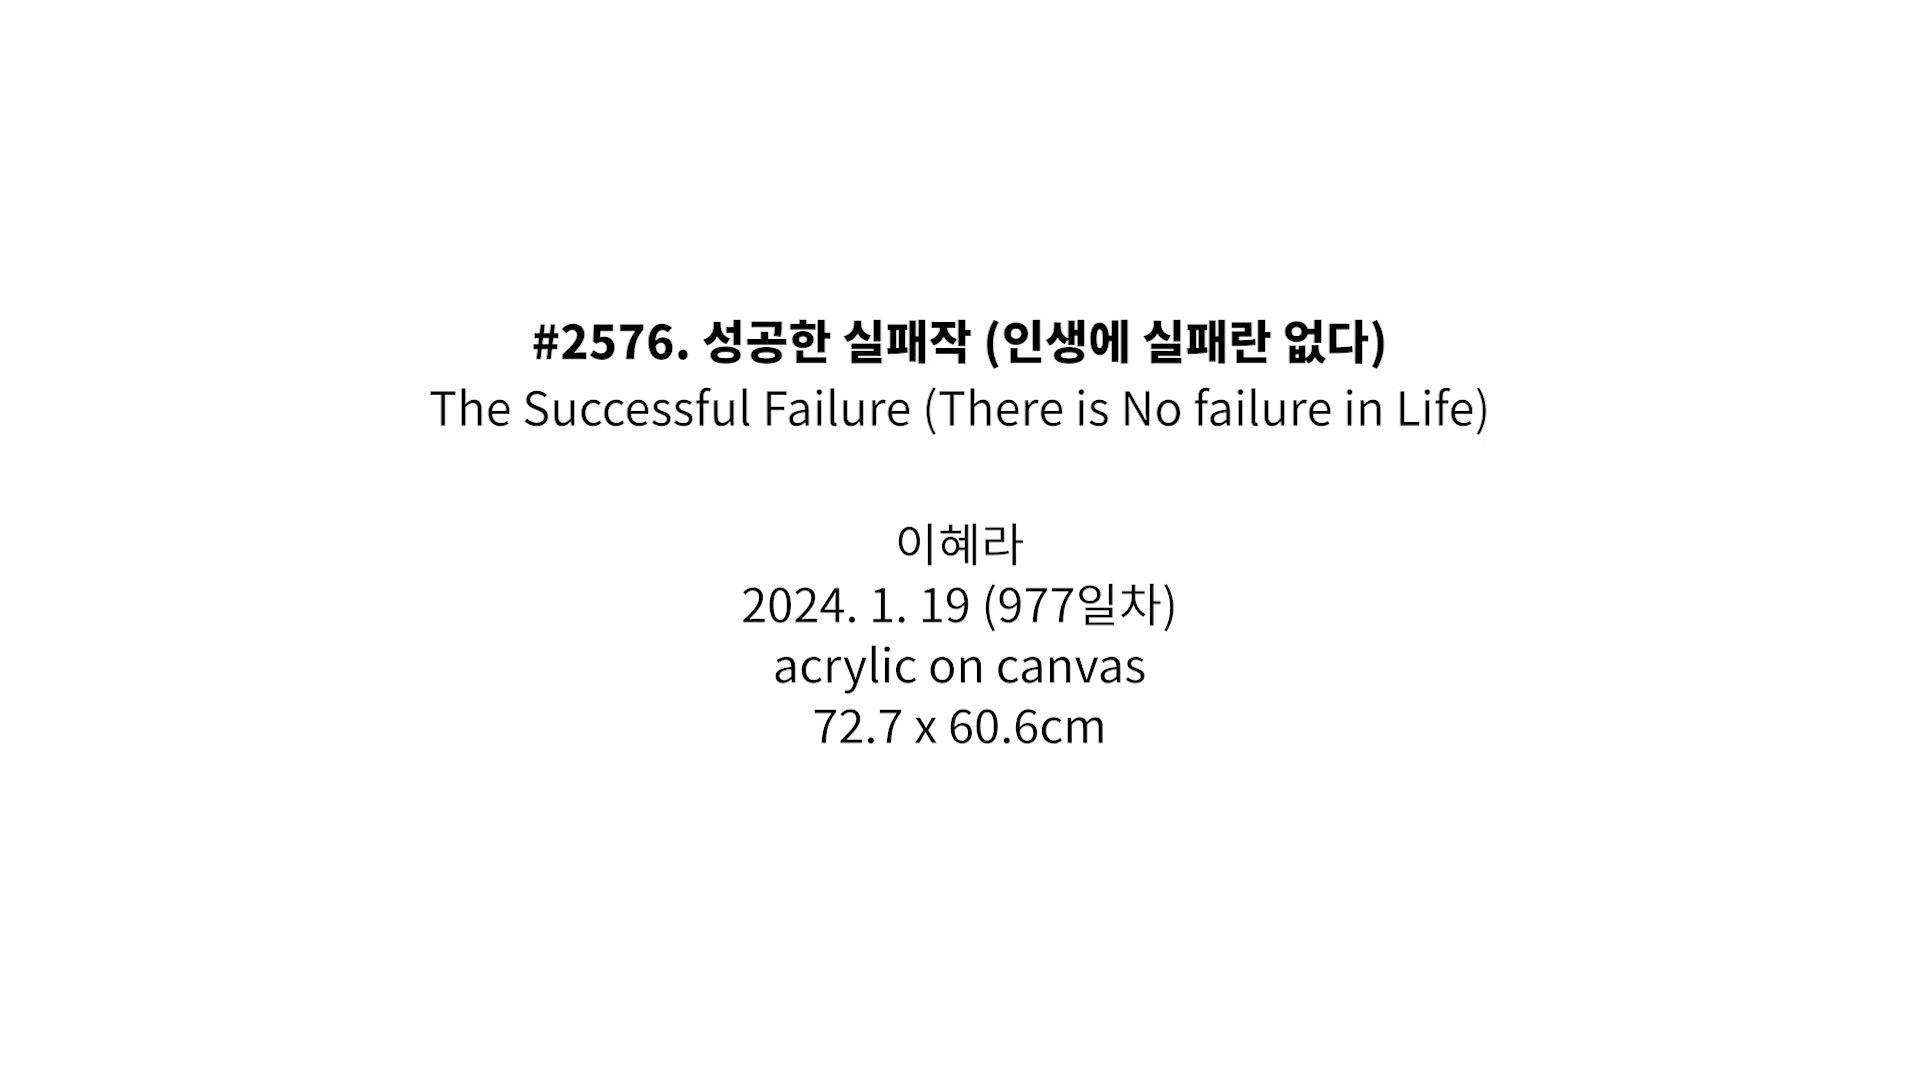 #2576. 성공한 실패작 (인생에 실패란 없다)
The Successful Failure (There is No failure in Life)
이혜라
2024. 1. 19 (977일차)
acrylic on canvas
72.7 x 60.6cm